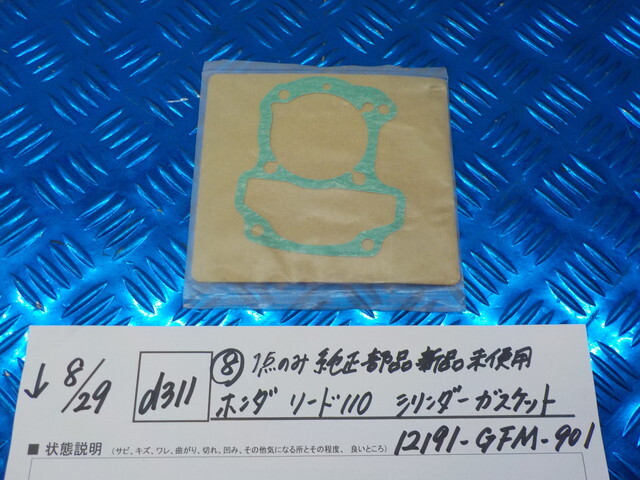 ↓ 8/29 d311 ⑧ 1点のみ 純正部品 新品未使用
ホンダ リード110 シリンダーガスケット
12191-GFM-901
■ 状態説明 (サビ、キズ、ワレ、曲がり、切れ、凹み、その他気になる所とその程度、良いところ)